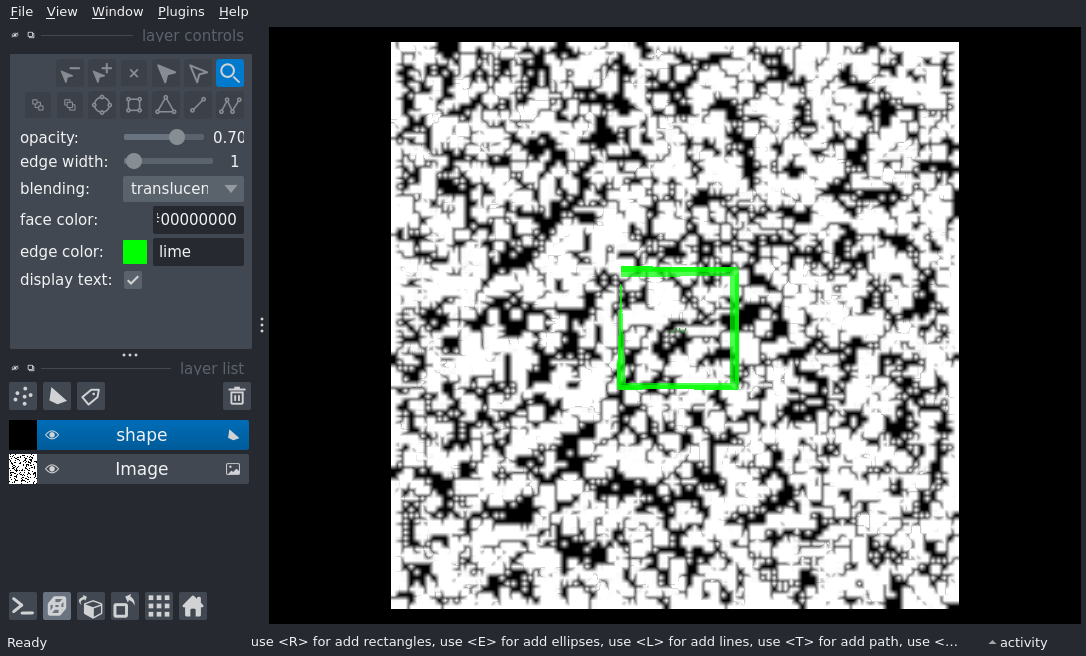 File View Window Plugins Help
layer controls
opacity: 0.70
edge width: 1
blending: translucen
face color: 00000000
edge color: lime
display text:
layer list
shape
Image
Ready use <R> for add rectangles, use <E> for add ellipses, use <L> for add lines, use <T> for add path, use <... activity